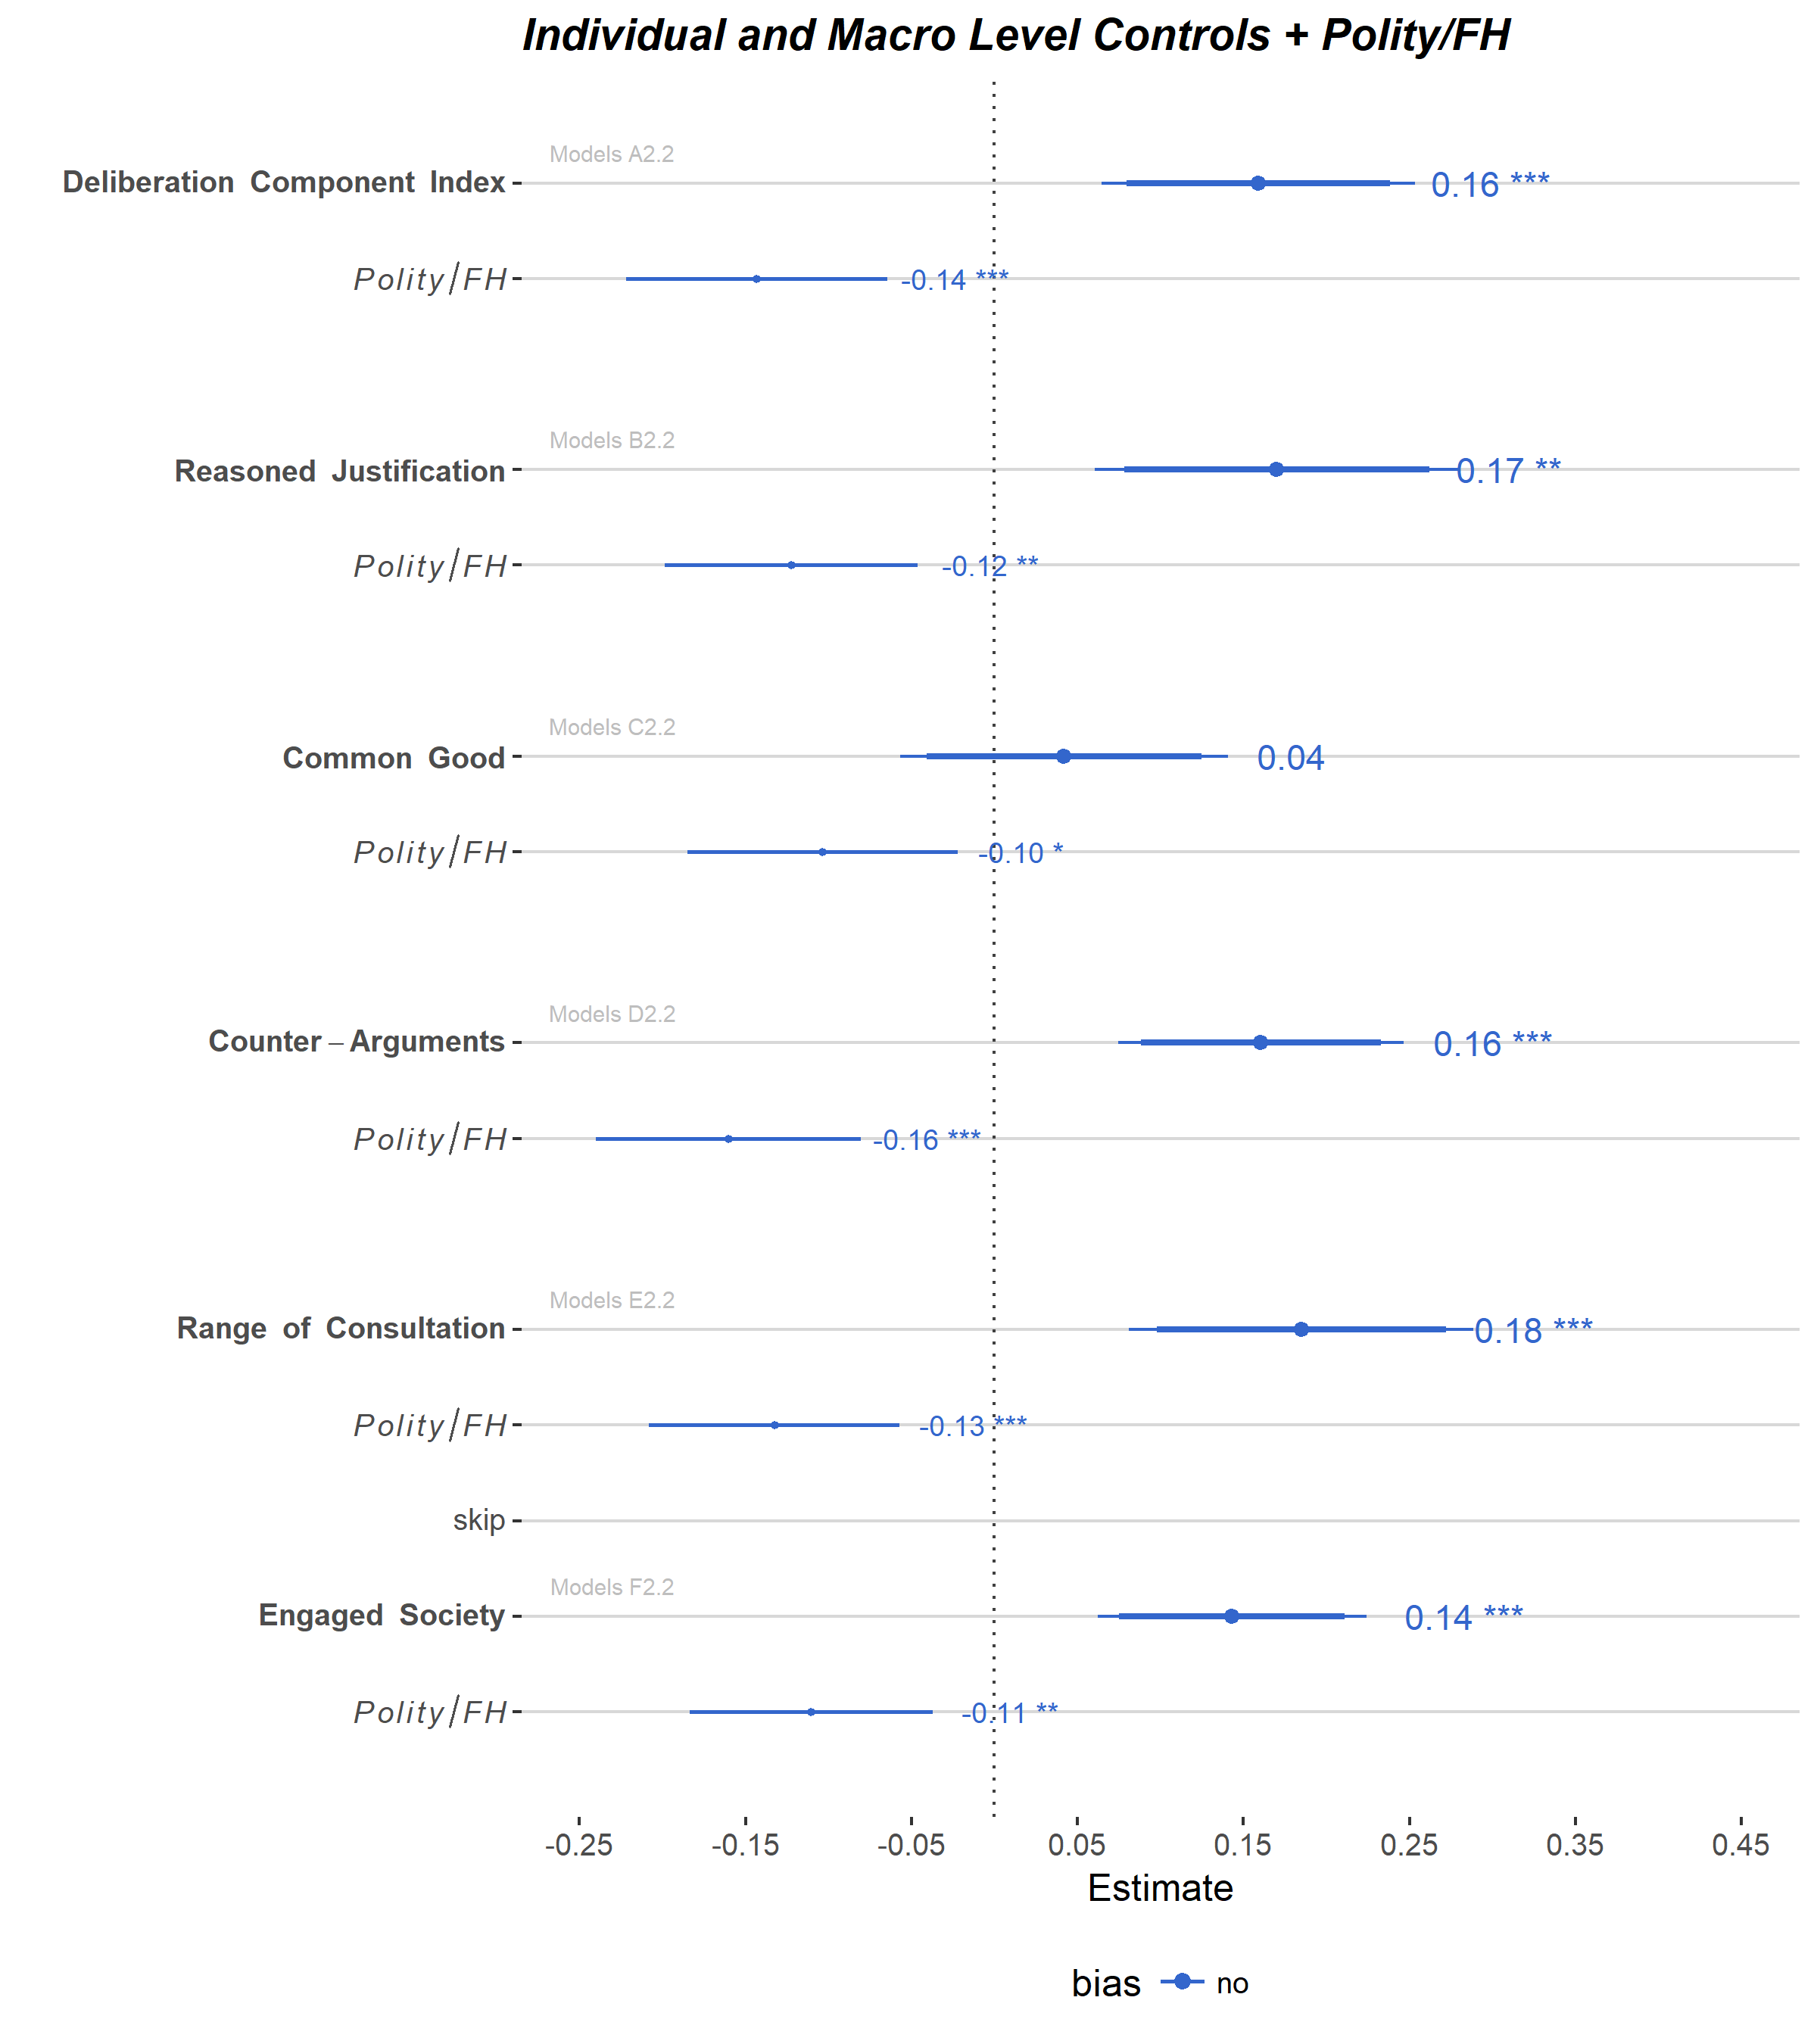 Individual and Macro Level Controls + Polity/FH
Models A2.2
Deliberation Component Index 0.16 ***
Polity/FH -0.14 ***
Models B2.2
Reasoned Justification 0.17 **
Polity/FH -0.12 **
Models C2.2
Common Good 0.04
Polity/FH -0.10 *
Models D2.2
Counter–Arguments 0.16 ***
Polity/FH -0.16 ***
Models E2.2
Range of Consultation 0.18 ***
Polity/FH -0.13 ***
skip
Models F2.2
Engaged Society 0.14 ***
Polity/FH -0.11 **
-0.25 -0.15 -0.05 0.05 0.15 0.25 0.35 0.45
Estimate
bias no